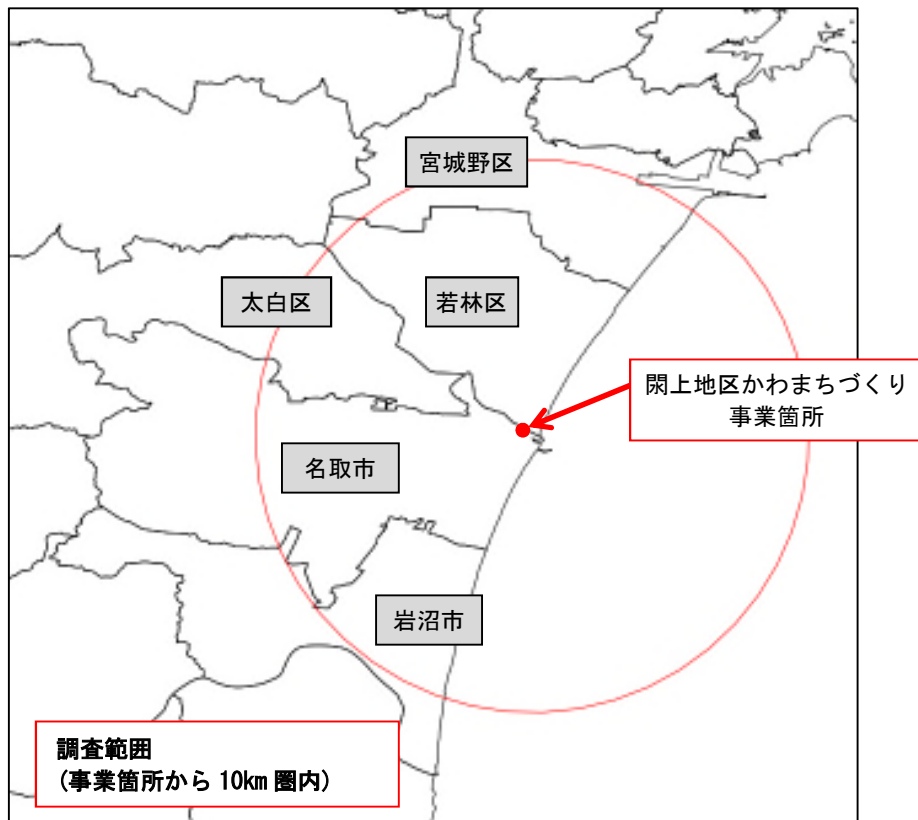 宮城野区
太白区
若林区
閖上地区かわまちづくり
事業箇所
名取市
岩沼市
調査範囲
(事業箇所から 10km 圏内)